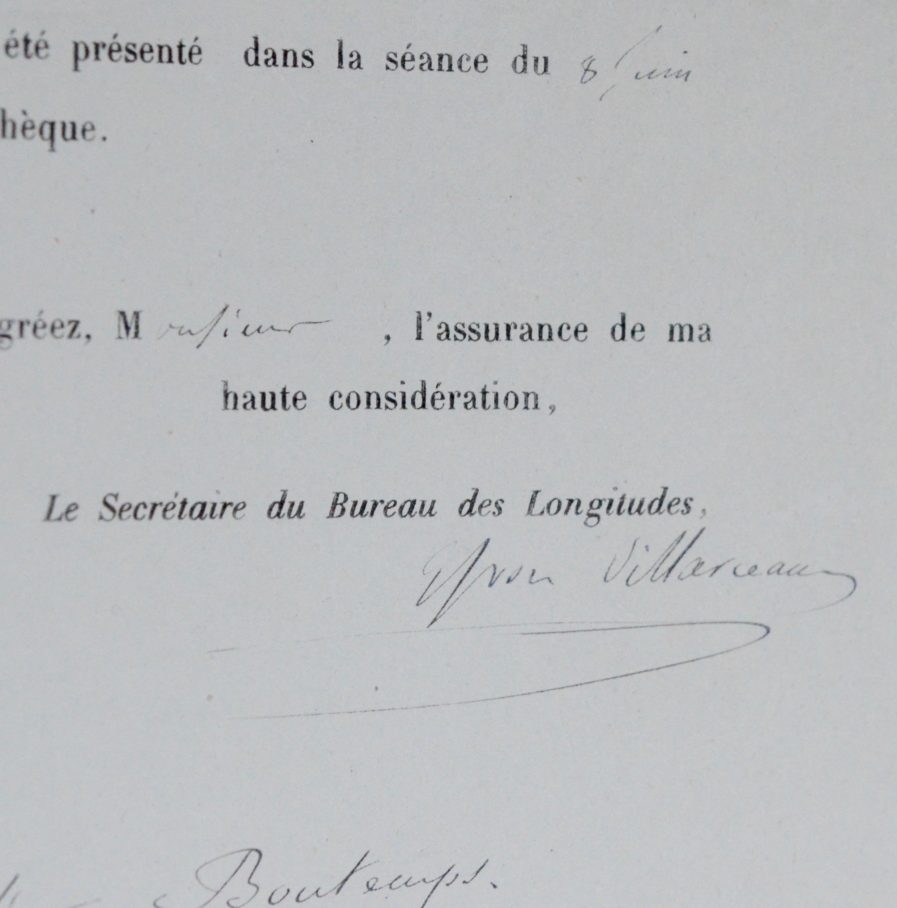 été présenté dans la séance du 8 juin
hèque.
gréez, Monsieur , l'assurance de ma
haute considération,
Le Secrétaire du Bureau des Longitudes,
Yvon Villarceau
Bontemps.